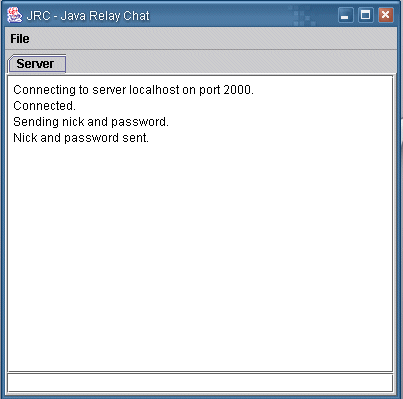 JRC - Java Relay Chat
File
Server
Connecting to server localhost on port 2000.
Connected.
Sending nick and password.
Nick and password sent.